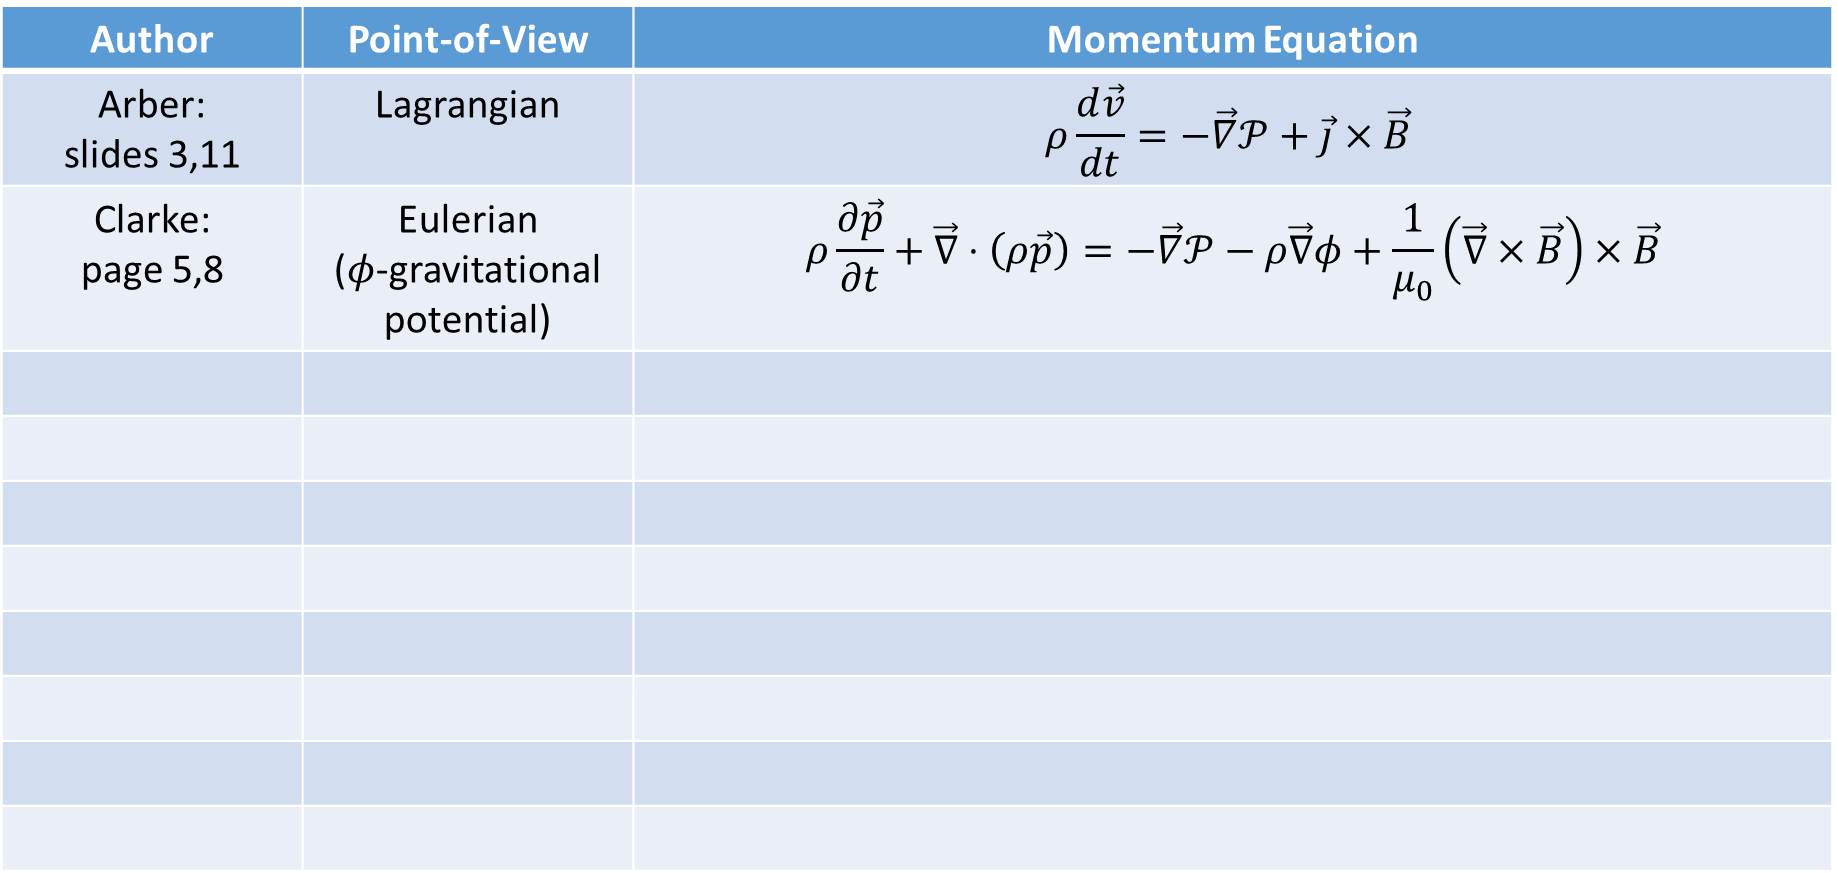 Author	Point-of-View	Momentum Equation
Arber:
slides 3,11
Lagrangian
ρ dv⃗/dt = −∇⃗𝒫 + j⃗ × B⃗
Clarke:
page 5,8
Eulerian
(ϕ-gravitational
potential)
ρ ∂p⃗/∂t + ∇⃗ · (ρp⃗) = −∇⃗𝒫 − ρ∇⃗ϕ + 1/μ₀ (∇⃗ × B⃗) × B⃗